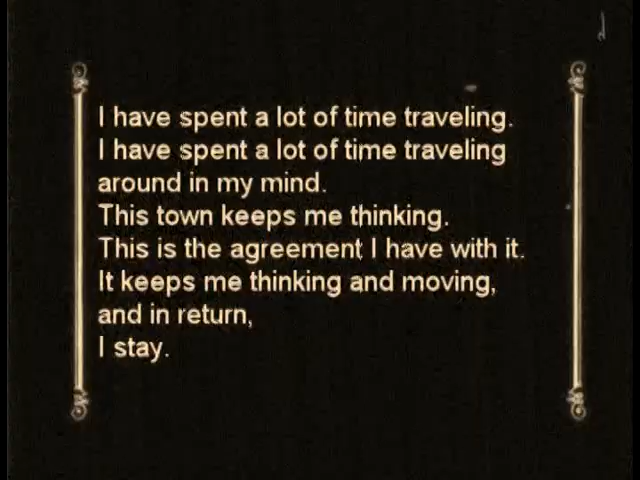 I have spent a lot of time traveling.
I have spent a lot of time traveling
around in my mind.
This town keeps me thinking.
This is the agreement I have with it.
It keeps me thinking and moving,
and in return,
I stay.